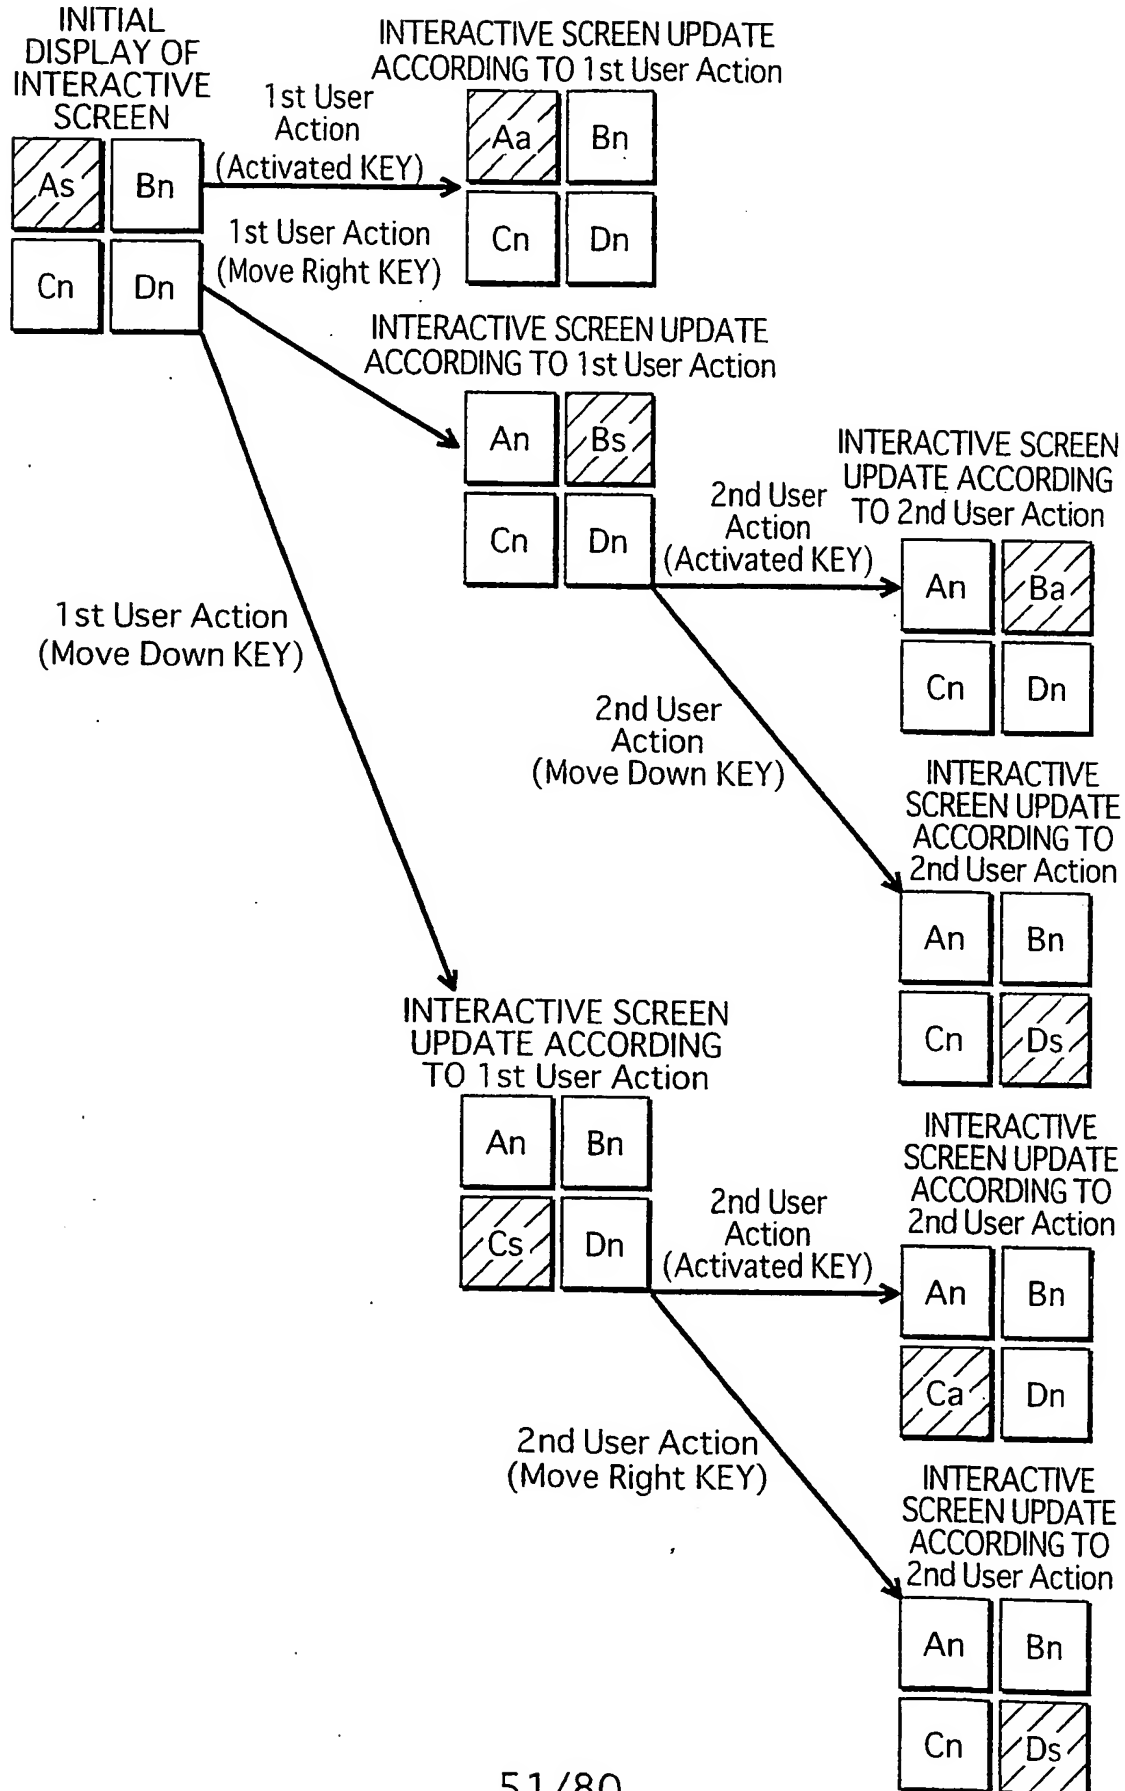 INITIAL
DISPLAY OF
INTERACTIVE
SCREEN
As Bn
Cn Dn
1st User
Action
(Activated KEY)
INTERACTIVE SCREEN UPDATE
ACCORDING TO 1st User Action
Aa Bn
Cn Dn
1st User Action
(Move Right KEY)
INTERACTIVE SCREEN UPDATE
ACCORDING TO 1st User Action
An Bs
Cn Dn
2nd User
Action
(Activated KEY)
INTERACTIVE SCREEN
UPDATE ACCORDING
TO 2nd User Action
An Ba
Cn Dn
1st User Action
(Move Down KEY)
2nd User
Action
(Move Down KEY)
INTERACTIVE
SCREEN UPDATE
ACCORDING TO
2nd User Action
An Bn
Cn Ds
INTERACTIVE SCREEN
UPDATE ACCORDING
TO 1st User Action
An Bn
Cs Dn
2nd User
Action
(Activated KEY)
INTERACTIVE
SCREEN UPDATE
ACCORDING TO
2nd User Action
An Bn
Ca Dn
2nd User Action
(Move Right KEY)
INTERACTIVE
SCREEN UPDATE
ACCORDING TO
2nd User Action
An Bn
Cn Ds
51/80